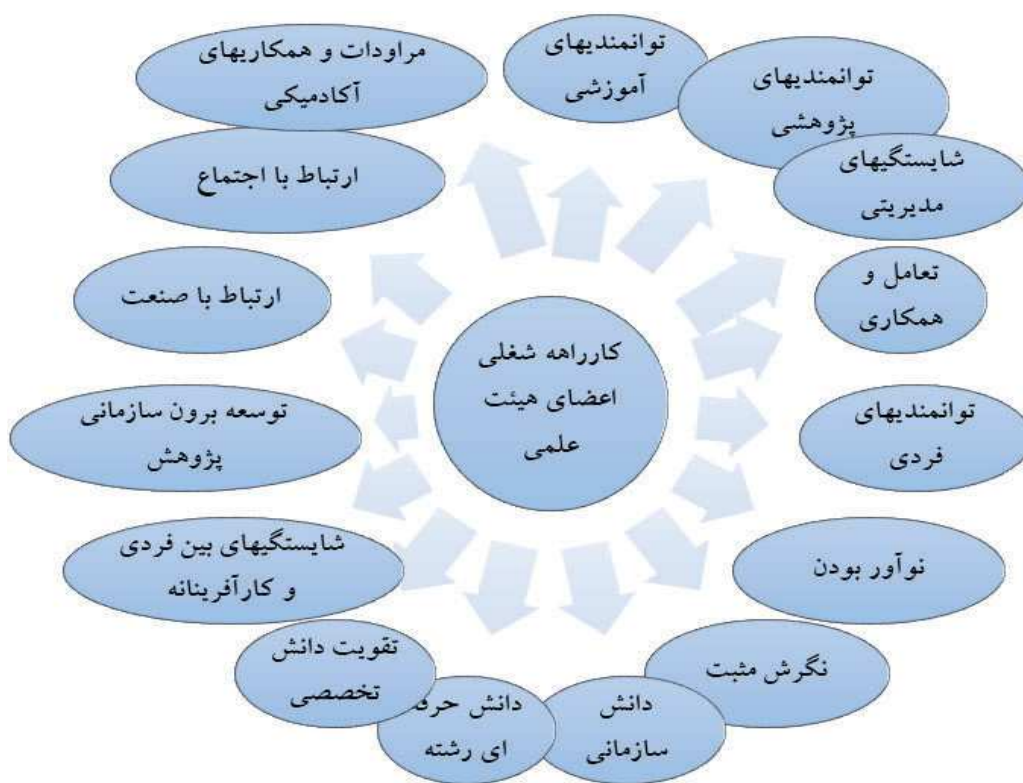 توانمندیهای
آموزشی
توانمندیهای
پژوهشی
شایستگیهای
مدیریتی
تعامل و
همکاری
توانمندیهای
فردی
نوآور بودن
نگرش مثبت
دانش
سازمانی
دانش حرفه
ای رشته
تقویت دانش
تخصصی
شایستگیهای بین فردی
و کارآفرینانه
توسعه برون سازمانی
پژوهش
ارتباط با صنعت
ارتباط با اجتماع
مراودات و همکاریهای
آکادمیکی
کارراهه شغلی
اعضای هیئت
علمی